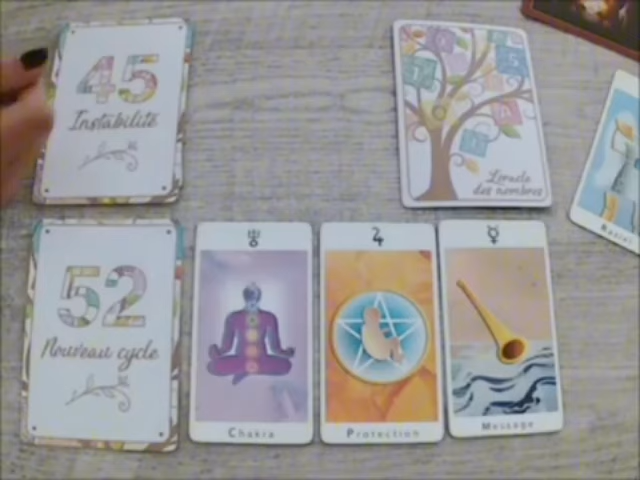 45
Instabilité
L'oracle
des nombres
52
Nouveau cycle
Chakra
Protection
Message